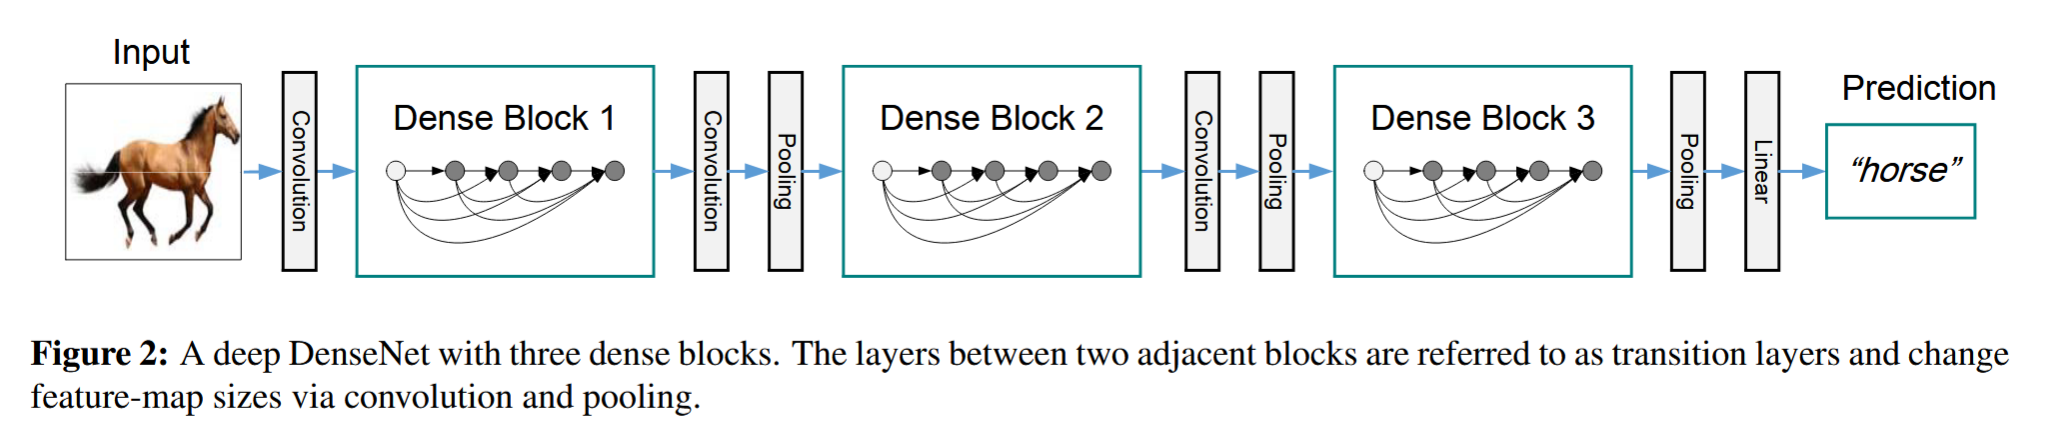 Input
Convolution
Dense Block 1
Convolution
Pooling
Dense Block 2
Convolution
Pooling
Dense Block 3
Pooling
Linear
Prediction
“horse”
Figure 2: A deep DenseNet with three dense blocks. The layers between two adjacent blocks are referred to as transition layers and change
feature-map sizes via convolution and pooling.